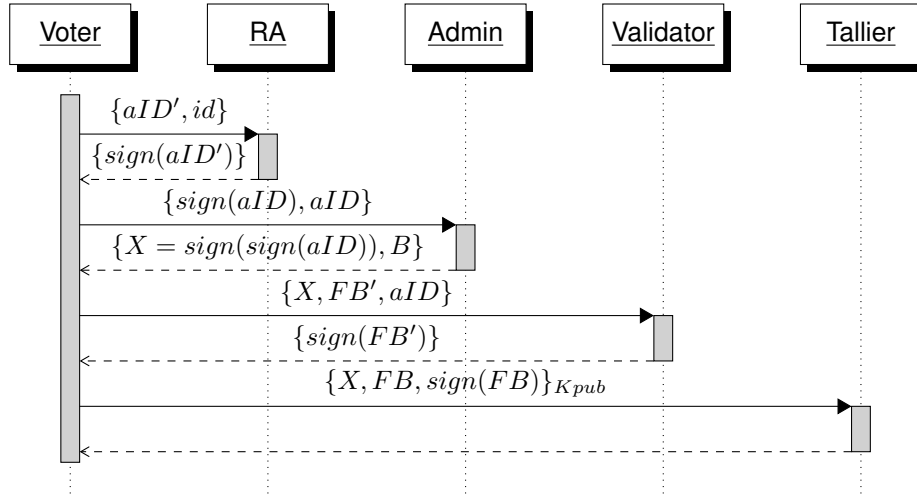 Voter RA Admin Validator Tallier
{aID′, id}
{sign(aID′)}
{sign(aID), aID}
{X = sign(sign(aID)), B}
{X, FB′, aID}
{sign(FB′)}
{X, FB, sign(FB)}Kpub